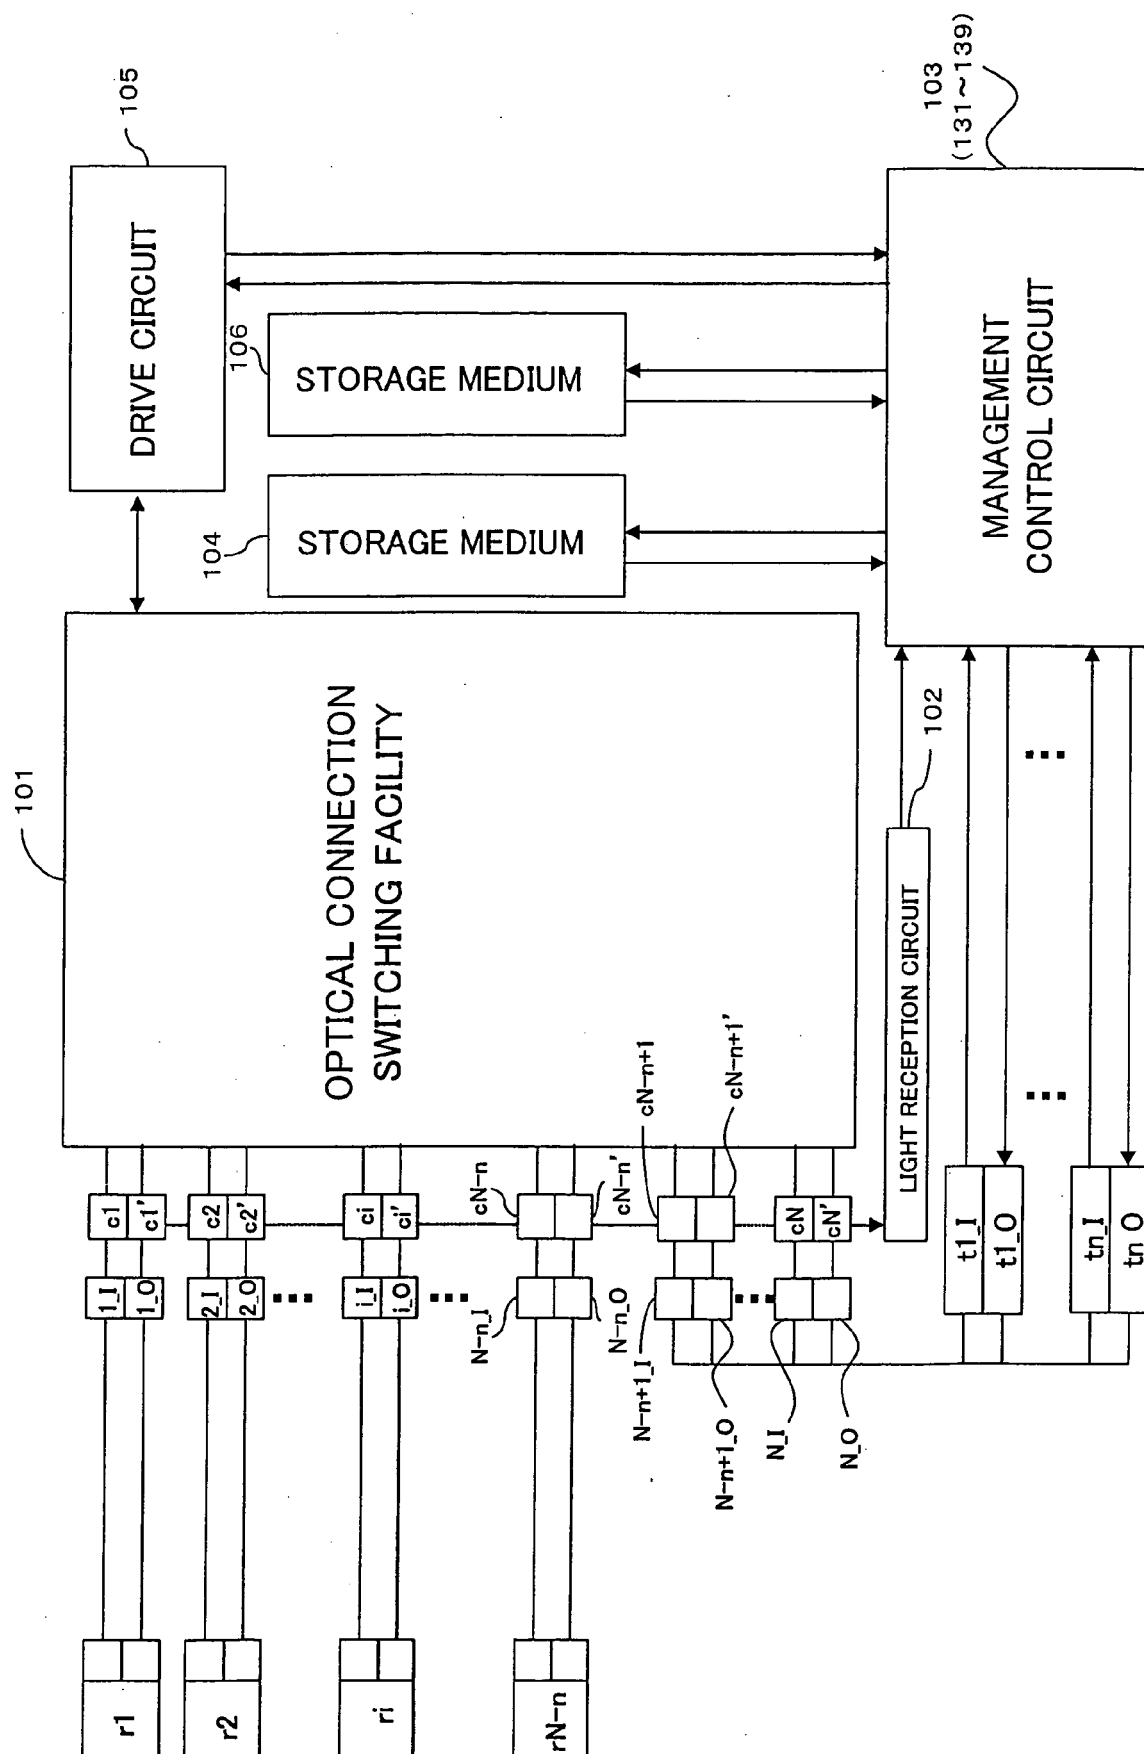 105
DRIVE CIRCUIT
106
STORAGE MEDIUM
104
STORAGE MEDIUM
101
OPTICAL CONNECTION
SWITCHING FACILITY
103
(131~139)
MANAGEMENT
CONTROL CIRCUIT
102
LIGHT RECEPTION CIRCUIT
c1
c1'
c2
c2'
ci
ci'
cN-n
cN-n'
cN-n+1
cN-n+1'
cN
cN'
1_I
1_O
2_I
2_O
i_I
i_O
N-n_I
N-n_O
N-n+1_I
N-n+1_O
N_I
N_O
t1_I
t1_O
tn_I
tn O
r1
r2
ri
rN-n